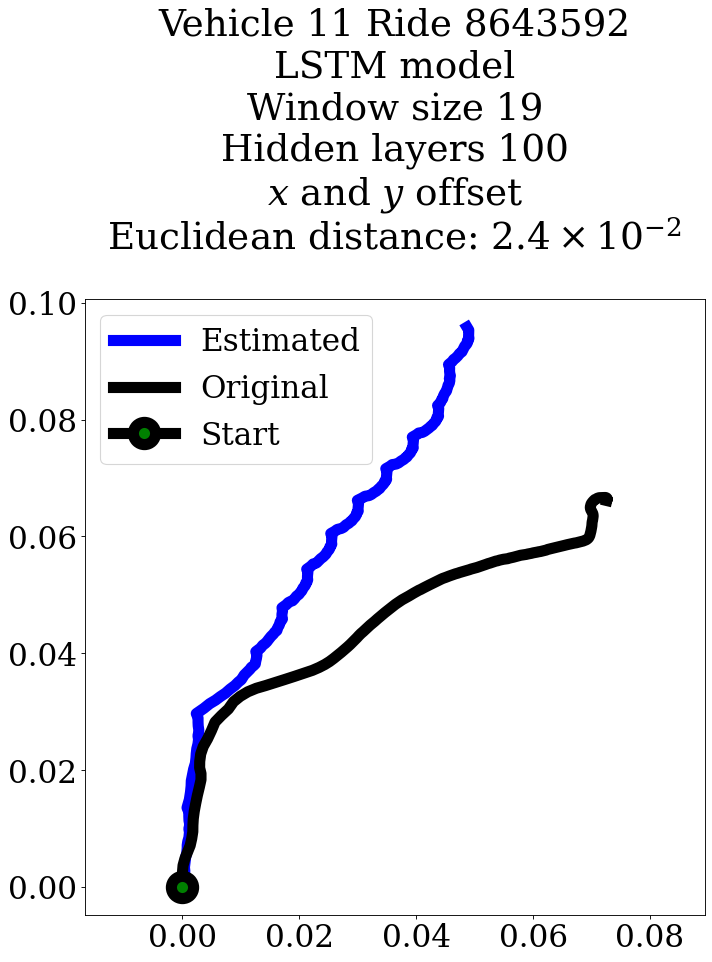 Vehicle 11 Ride 8643592
LSTM model
Window size 19
Hidden layers 100
x and y offset
Euclidean distance: 2.4 × 10⁻²
Estimated
Original
Start
0.10
0.08
0.06
0.04
0.02
0.00
0.00 0.02 0.04 0.06 0.08